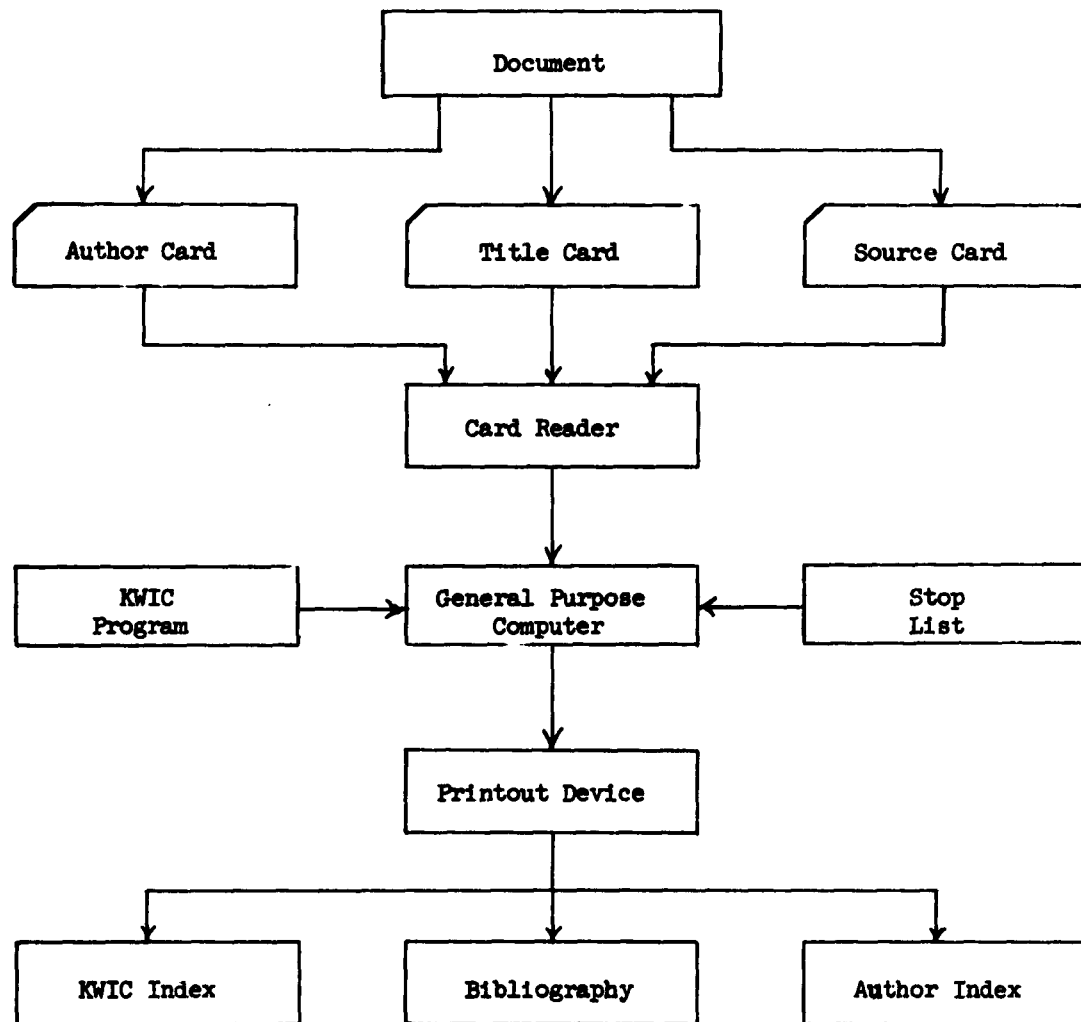 Document
Author Card
Title Card
Source Card
Card Reader
KWIC
Program
General Purpose
Computer
Stop
List
Printout Device
KWIC Index
Bibliography
Author Index